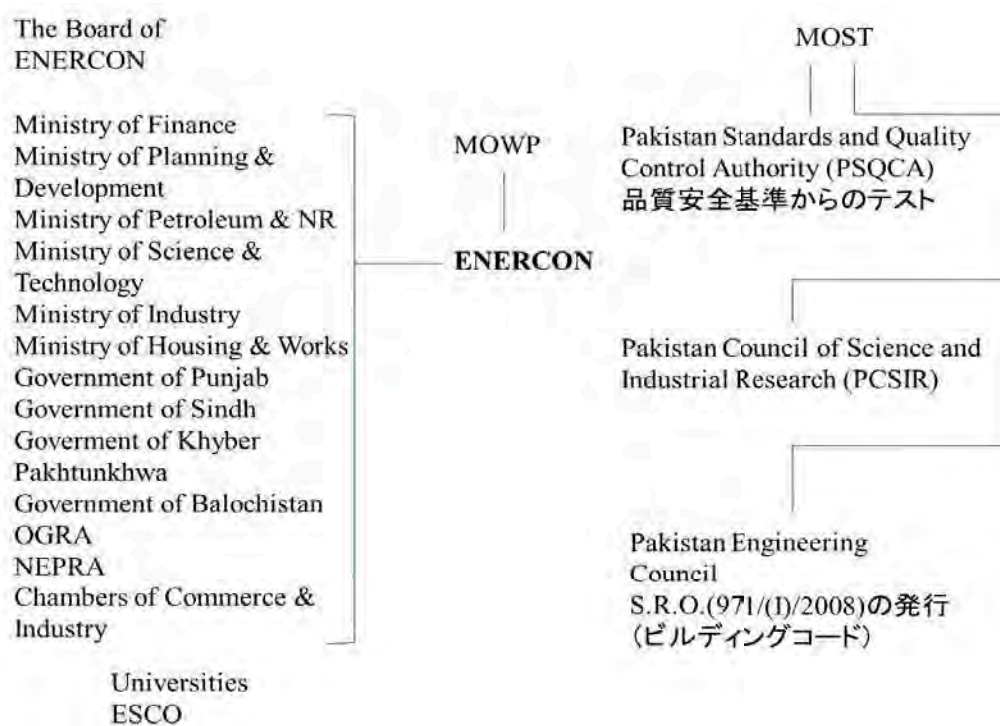 The Board of
ENERCON
Ministry of Finance
Ministry of Planning &
Development
Ministry of Petroleum & NR
Ministry of Science &
Technology
Ministry of Industry
Ministry of Housing & Works
Government of Punjab
Government of Sindh
Goverment of Khyber
Pakhtunkhwa
Government of Balochistan
OGRA
NEPRA
Chambers of Commerce &
Industry
Universities
ESCO
MOWP
ENERCON
MOST
Pakistan Standards and Quality
Control Authority (PSQCA)
品質安全基準からのテスト
Pakistan Council of Science and
Industrial Research (PCSIR)
Pakistan Engineering
Council
S.R.O.(971/(I)/2008)の発行
(ビルディングコード)